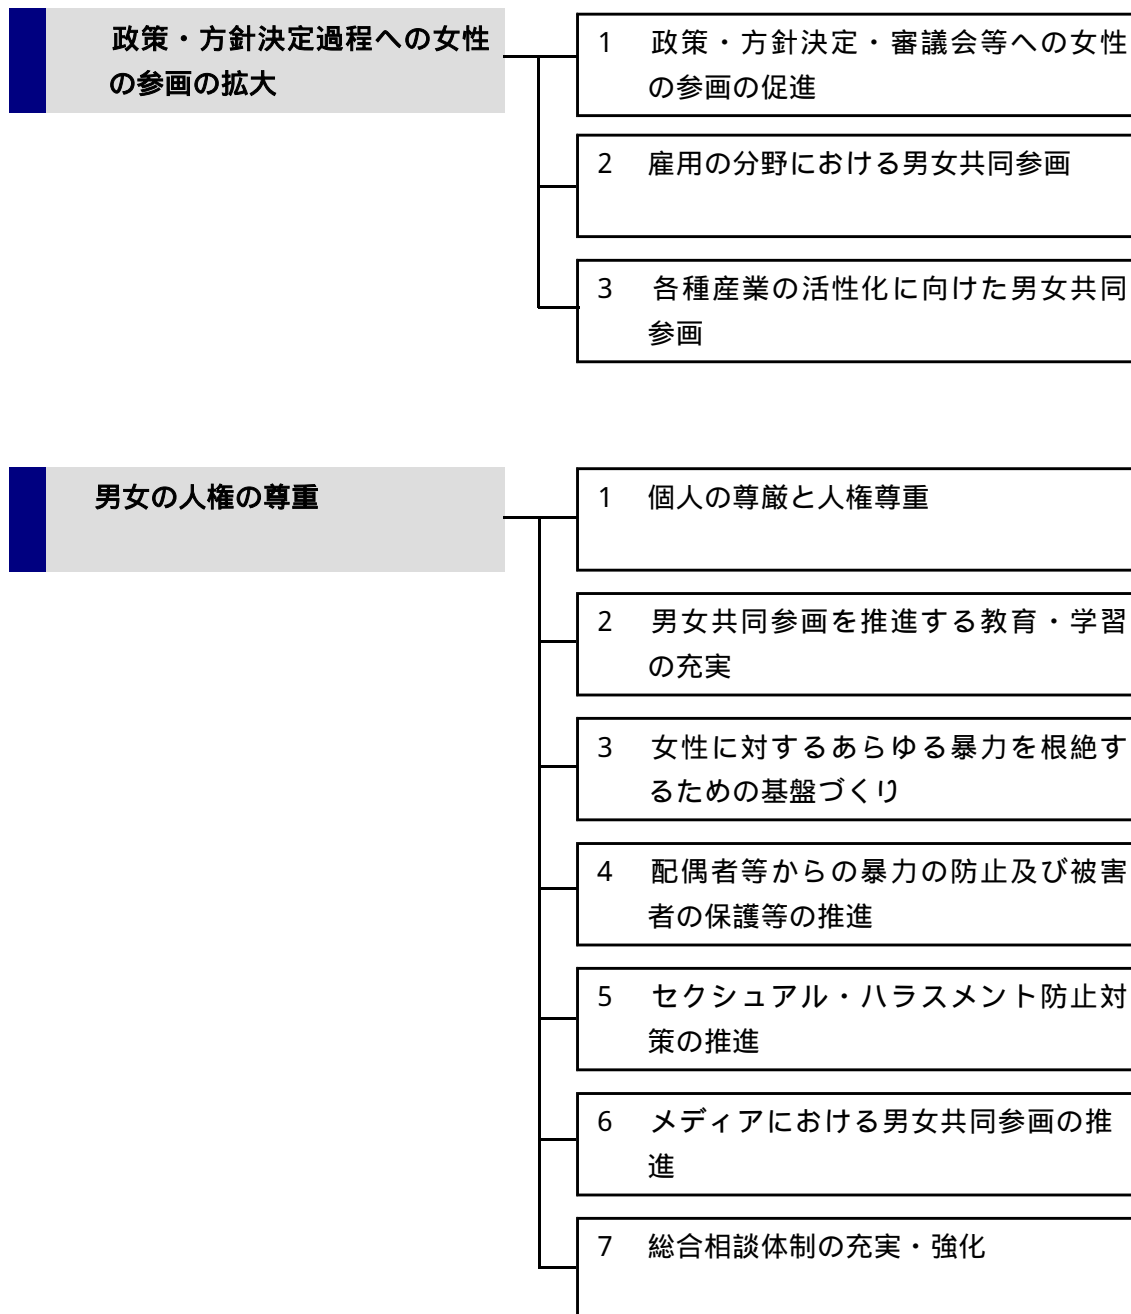 政策・方針決定過程への女性
の参画の拡大
1 政策・方針決定・審議会等への女性
の参画の促進
2 雇用の分野における男女共同参画
3 各種産業の活性化に向けた男女共同
参画
男女の人権の尊重
1 個人の尊厳と人権尊重
2 男女共同参画を推進する教育・学習
の充実
3 女性に対するあらゆる暴力を根絶す
るための基盤づくり
4 配偶者等からの暴力の防止及び被害
者の保護等の推進
5 セクシュアル・ハラスメント防止対
策の推進
6 メディアにおける男女共同参画の推
進
7 総合相談体制の充実・強化